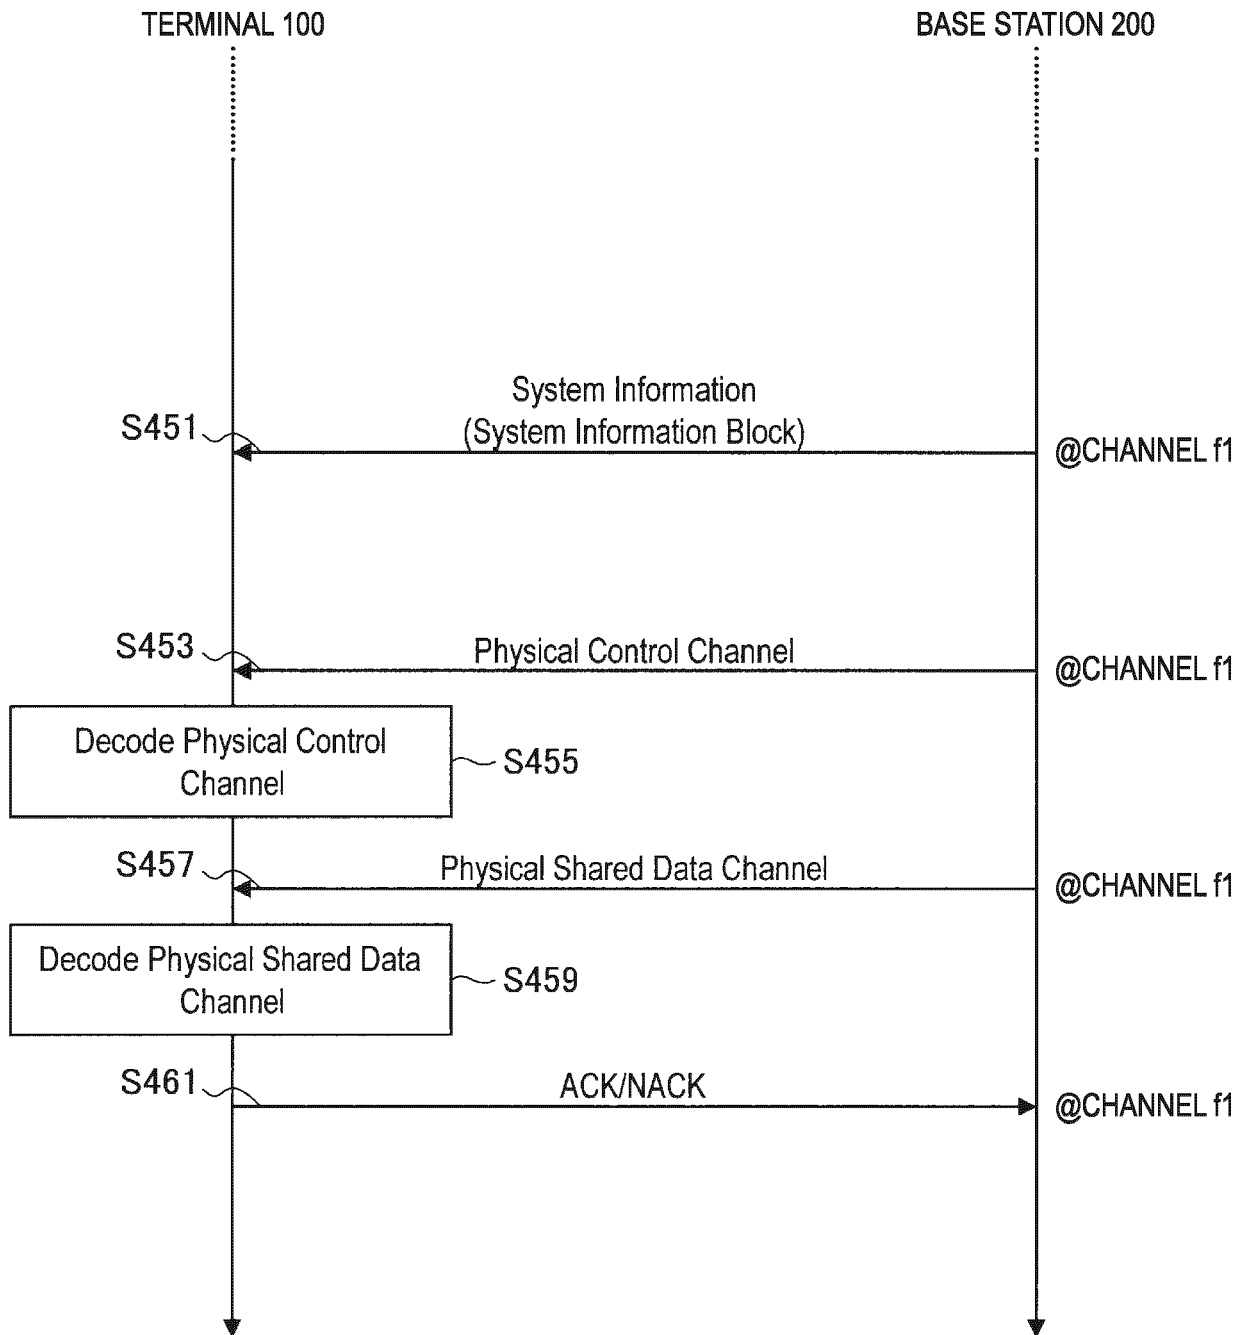 TERMINAL 100
BASE STATION 200
System Information
(System Information Block)
S451
@CHANNEL f1
S453
Physical Control Channel
@CHANNEL f1
Decode Physical Control
Channel
S455
S457
Physical Shared Data Channel
@CHANNEL f1
Decode Physical Shared Data
Channel
S459
S461
ACK/NACK
@CHANNEL f1